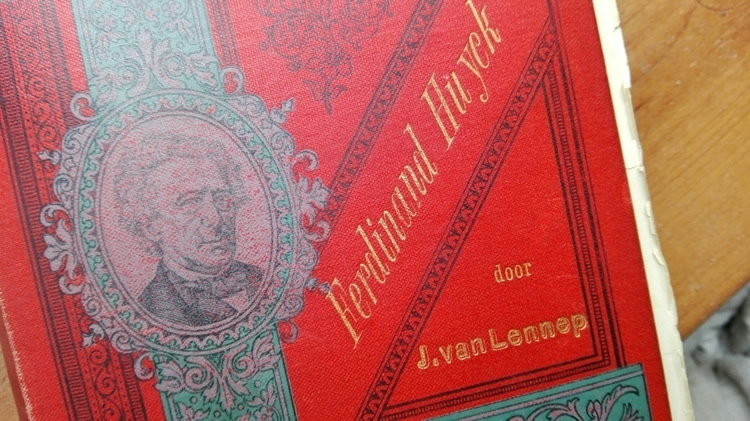 Ferdinand Huyck
door
J. van Lennep